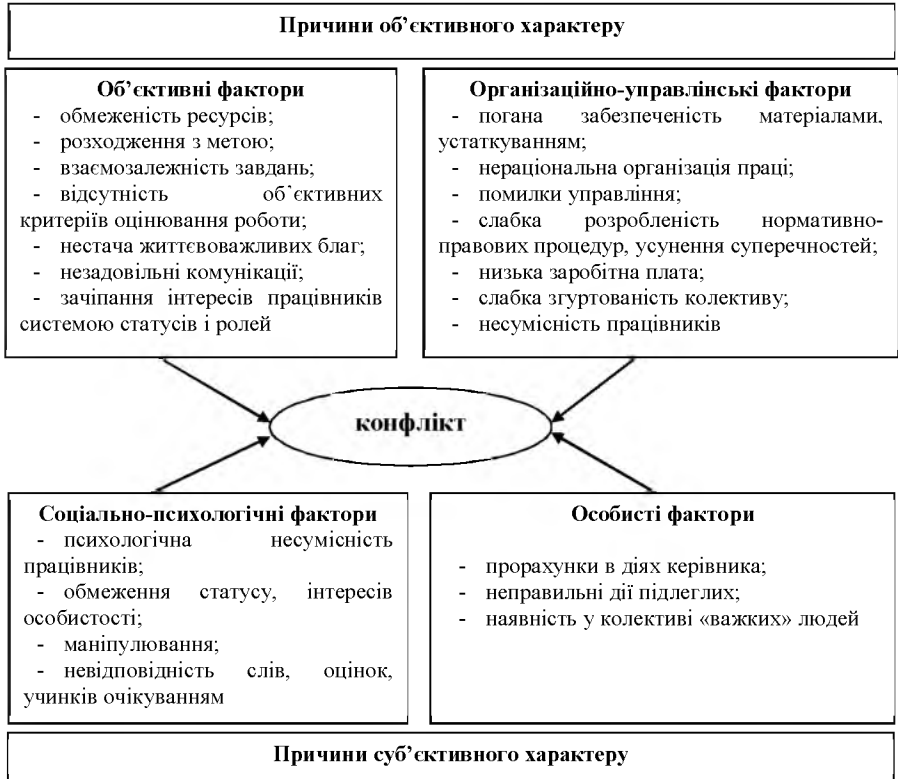 Причини об’єктивного характеру
Об’єктивні фактори
- обмеженість ресурсів;
- розходження з метою;
- взаємозалежність завдань;
- відсутність об’єктивних
критеріїв оцінювання роботи;
- нестача життєвоважливих благ;
- незадовільні комунікації;
- зачіпання інтересів працівників
системою статусів і ролей
Організаційно-управлінські фактори
- погана забезпеченість матеріалами,
устаткуванням;
- нераціональна організація праці;
- помилки управління;
- слабка розробленість нормативно-
правових процедур, усунення суперечностей;
- низька заробітна плата;
- слабка згуртованість колективу;
- несумісність працівників
конфлікт
Соціально-психологічні фактори
- психологічна несумісність
працівників;
- обмеження статусу, інтересів
особистості;
- маніпулювання;
- невідповідність слів, оцінок,
учинків очікуванням
Особисті фактори
- прорахунки в діях керівника;
- неправильні дії підлеглих;
- наявність у колективі «важких» людей
Причини суб’єктивного характеру